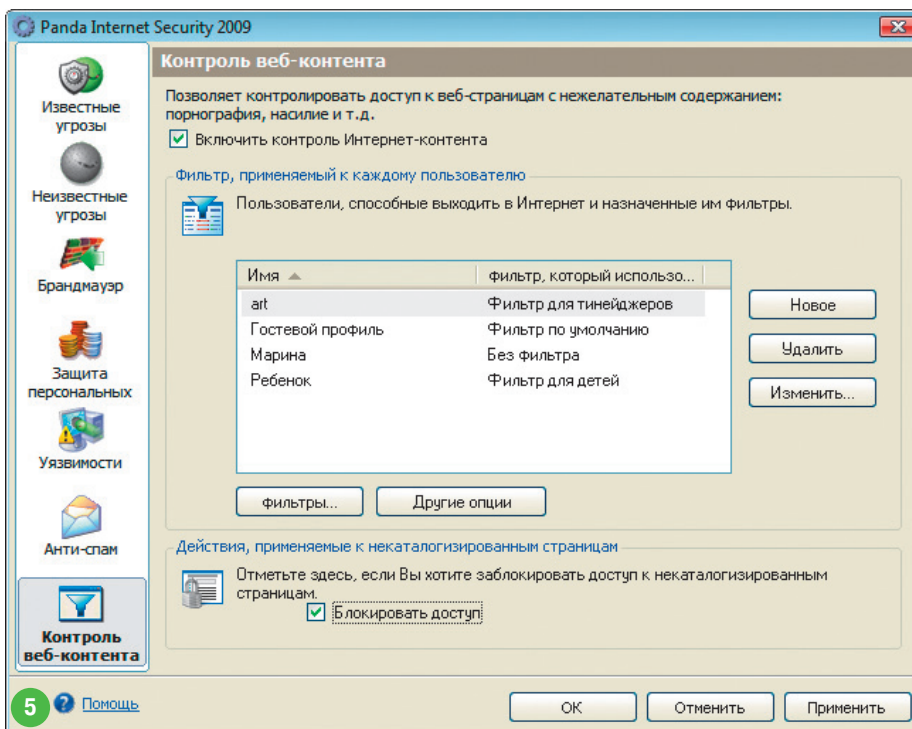 Panda Internet Security 2009
Известные
угрозы
Неизвестные
угрозы
Брандмауэр
Защита
персональных
Уязвимости
Анти-спам
Контроль
веб-контента
Контроль веб-контента
Позволяет контролировать доступ к веб-страницам с нежелательным содержанием:
порнография, насилие и т.д.
Включить контроль Интернет-контента
Фильтр, применяемый к каждому пользователю
Пользователи, способные выходить в Интернет и назначенные им фильтры.
Имя фильтр, который использо...
art Фильтр для тинейджеров
Гостевой профиль Фильтр по умолчанию
Марина Без фильтра
Ребенок Фильтр для детей
Новое
Удалить
Изменить...
фильтры... Другие опции
Действия, применяемые к некаталогизированным страницам
Отметьте здесь, если Вы хотите заблокировать доступ к некаталогизированным
страницам.
Блокировать доступ
5 ? Помощь
ОК Отменить Применить